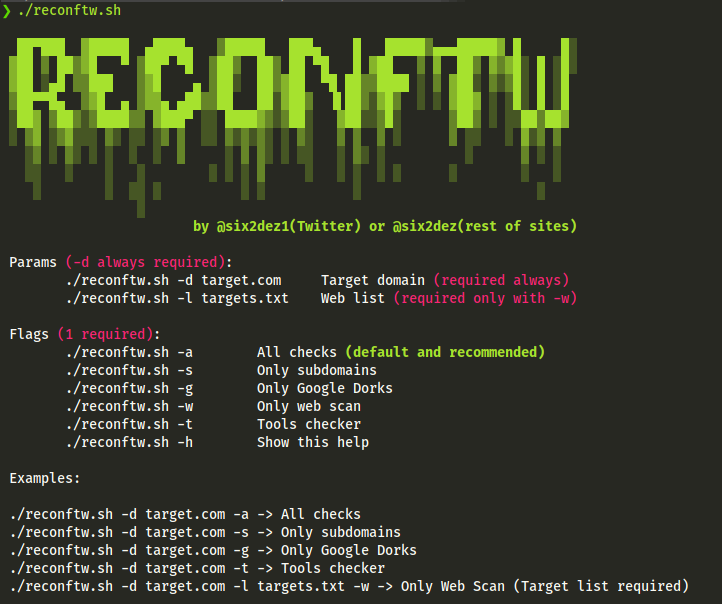 ❯ ./reconftw.sh
RECONFTW
by @six2dez1(Twitter) or @six2dez(rest of sites)
Params (-d always required):
./reconftw.sh -d target.com     Target domain (required always)
./reconftw.sh -l targets.txt    Web list (required only with -w)
Flags (1 required):
./reconftw.sh -a        All checks (default and recommended)
./reconftw.sh -s        Only subdomains
./reconftw.sh -g        Only Google Dorks
./reconftw.sh -w        Only web scan
./reconftw.sh -t        Tools checker
./reconftw.sh -h        Show this help
Examples:
./reconftw.sh -d target.com -a -> All checks
./reconftw.sh -d target.com -s -> Only subdomains
./reconftw.sh -d target.com -g -> Only Google Dorks
./reconftw.sh -d target.com -t -> Tools checker
./reconftw.sh -d target.com -l targets.txt -w -> Only Web Scan (Target list required)